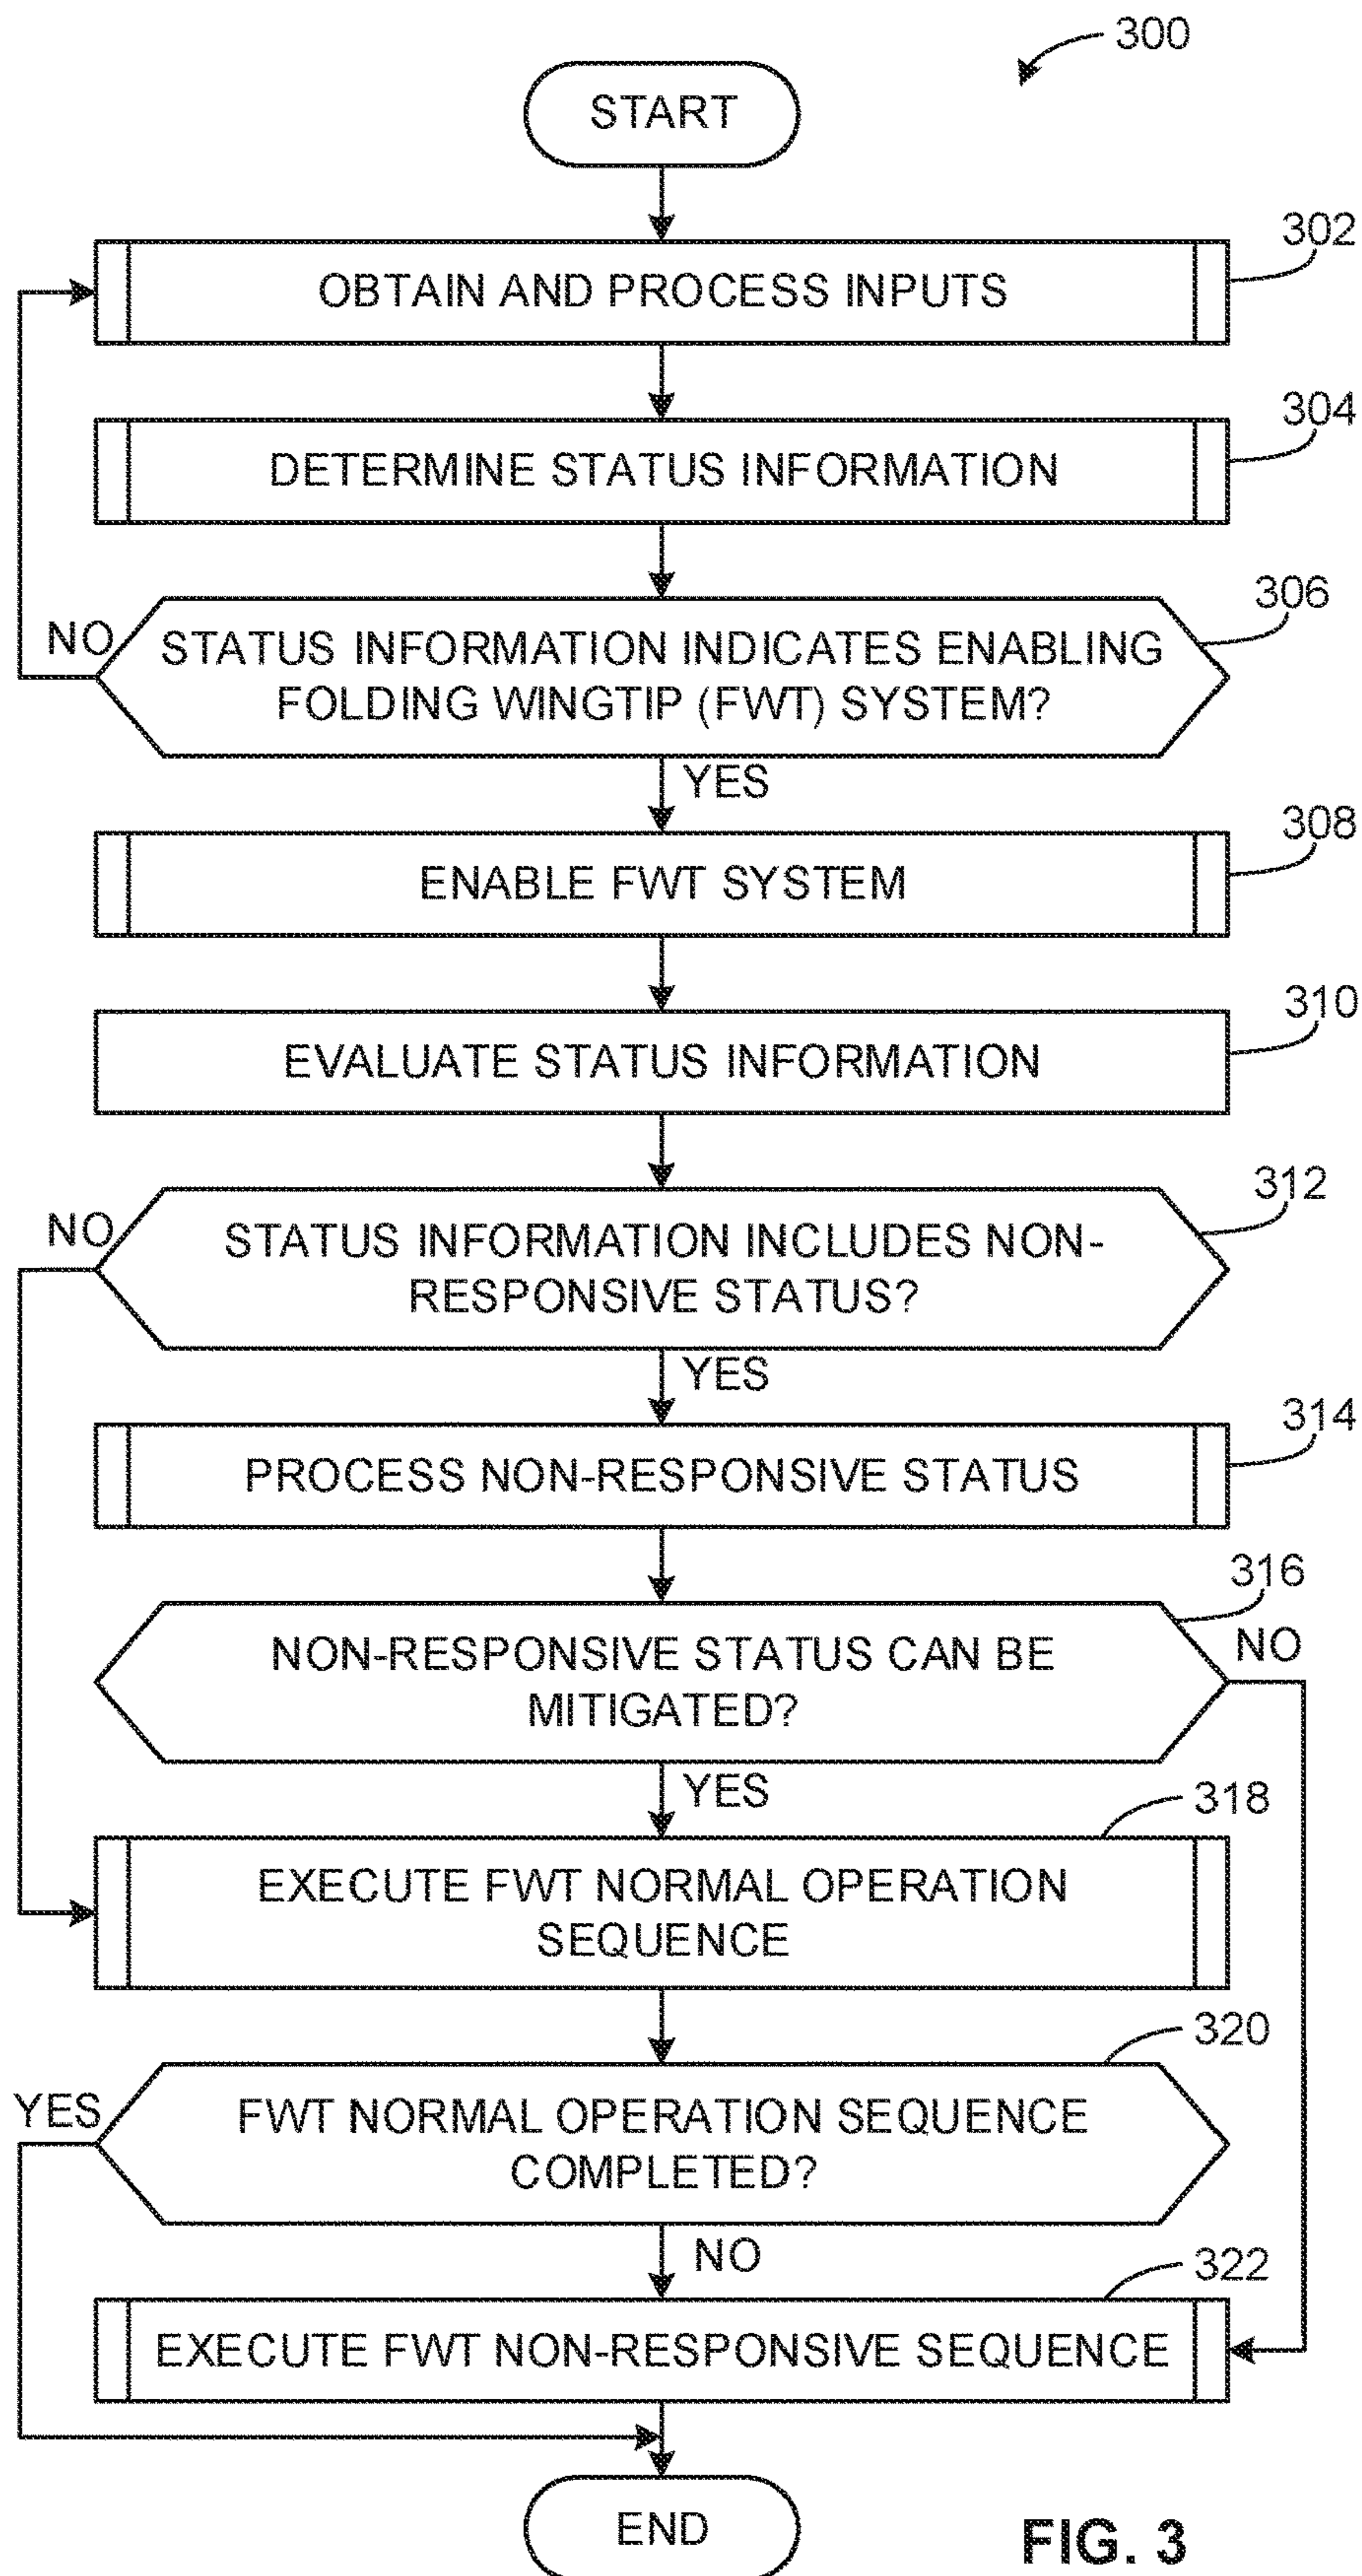 300
START
302
OBTAIN AND PROCESS INPUTS
304
DETERMINE STATUS INFORMATION
306
NO
STATUS INFORMATION INDICATES ENABLING
FOLDING WINGTIP (FWT) SYSTEM?
YES
308
ENABLE FWT SYSTEM
310
EVALUATE STATUS INFORMATION
312
NO
STATUS INFORMATION INCLUDES NON-
RESPONSIVE STATUS?
YES
314
PROCESS NON-RESPONSIVE STATUS
316
NO
NON-RESPONSIVE STATUS CAN BE
MITIGATED?
YES
318
EXECUTE FWT NORMAL OPERATION
SEQUENCE
320
YES
FWT NORMAL OPERATION SEQUENCE
COMPLETED?
NO
322
EXECUTE FWT NON-RESPONSIVE SEQUENCE
END
FIG. 3